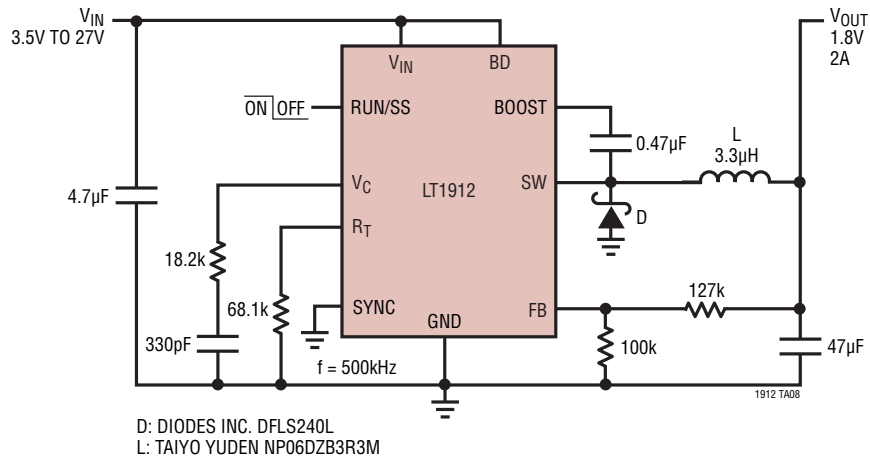 VIN
3.5V TO 27V
VOUT
1.8V
2A
VIN
BD
ON OFF
RUN/SS
BOOST
0.47µF
L
3.3µH
4.7µF
VC
LT1912
SW
D
RT
18.2k
68.1k
SYNC
GND
FB
127k
330pF
f = 500kHz
100k
47µF
1912 TA08
D: DIODES INC. DFLS240L
L: TAIYO YUDEN NP06DZB3R3M